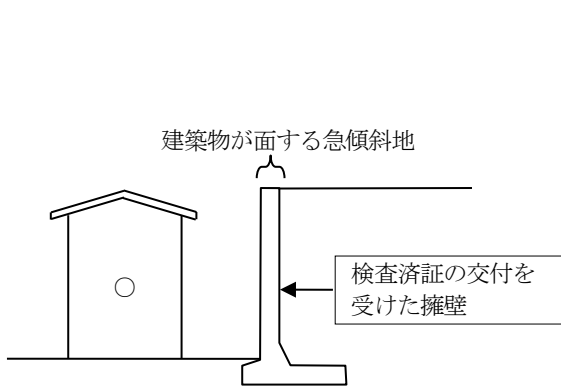 建築物が面する急傾斜地
検査済証の交付を
受けた擁壁